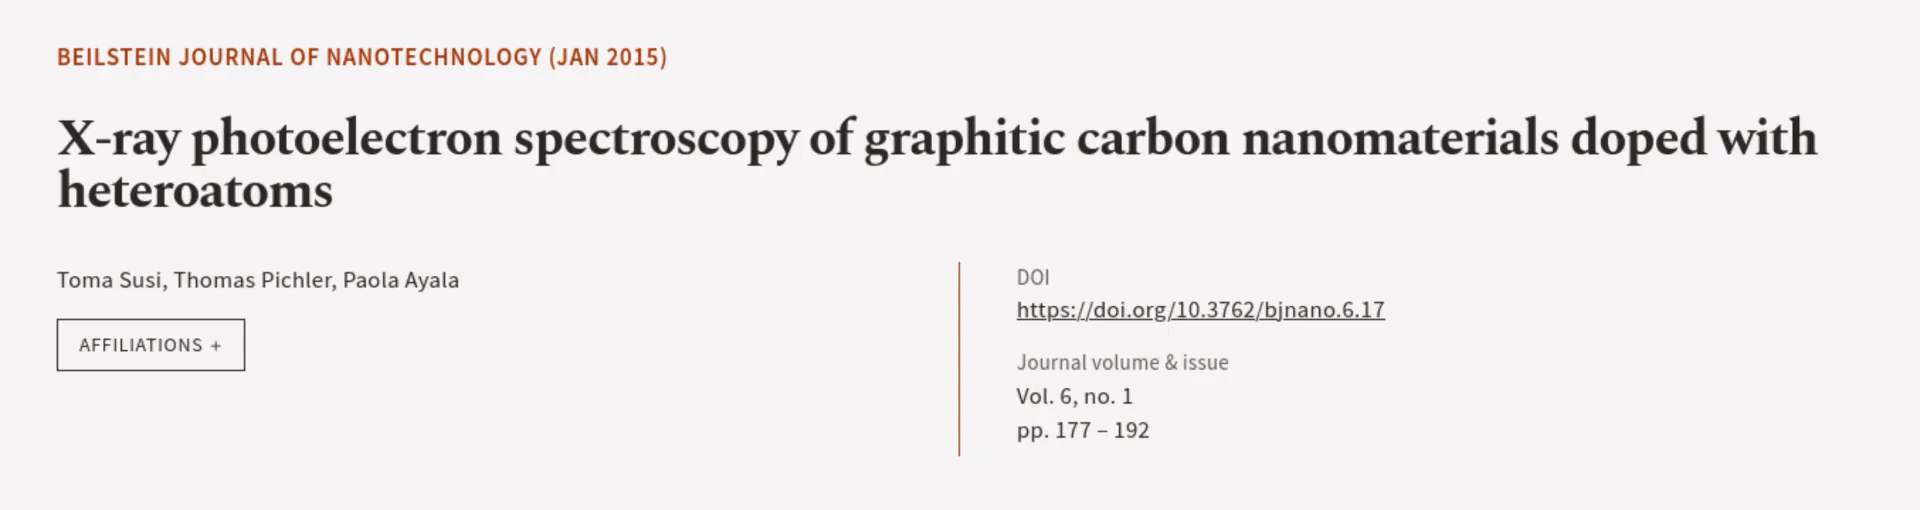 BEILSTEIN JOURNAL OF NANOTECHNOLOGY (JAN 2015)
X-ray photoelectron spectroscopy of graphitic carbon nanomaterials doped with
heteroatoms
Toma Susi, Thomas Pichler, Paola Ayala
AFFILIATIONS +
DOI
https://doi.org/10.3762/bjnano.6.17
Journal volume & issue
Vol. 6, no. 1
pp. 177 – 192